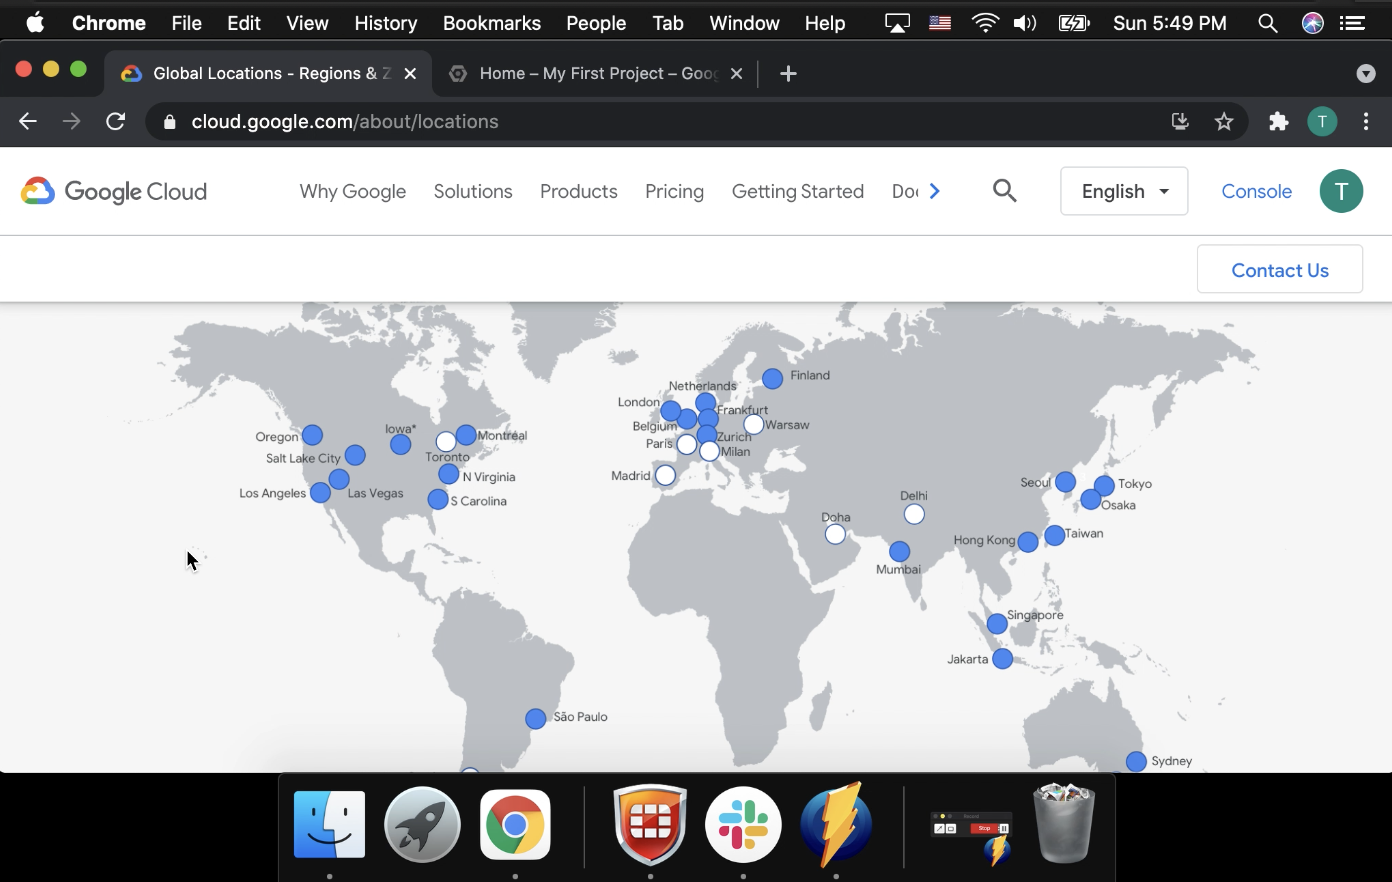 Chrome File Edit View History Bookmarks People Tab Window Help Sun 5:49 PM
Global Locations - Regions & Z Home – My First Project – Goog
cloud.google.com/about/locations T
Google Cloud Why Google Solutions Products Pricing Getting Started Doc English Console T
Contact Us
Finland
Netherlands
London
Frankfurt
Belgium
Warsaw
Iowa*
Oregon
Montréal
Zurich
Paris
Milan
Toronto
Salt Lake City
Madrid
N Virginia
Seoul
Tokyo
Los Angeles
Las Vegas
S Carolina
Delhi
Osaka
Doha
Taiwan
Hong Kong
Mumbai
Singapore
Jakarta
São Paulo
Sydney
Stop